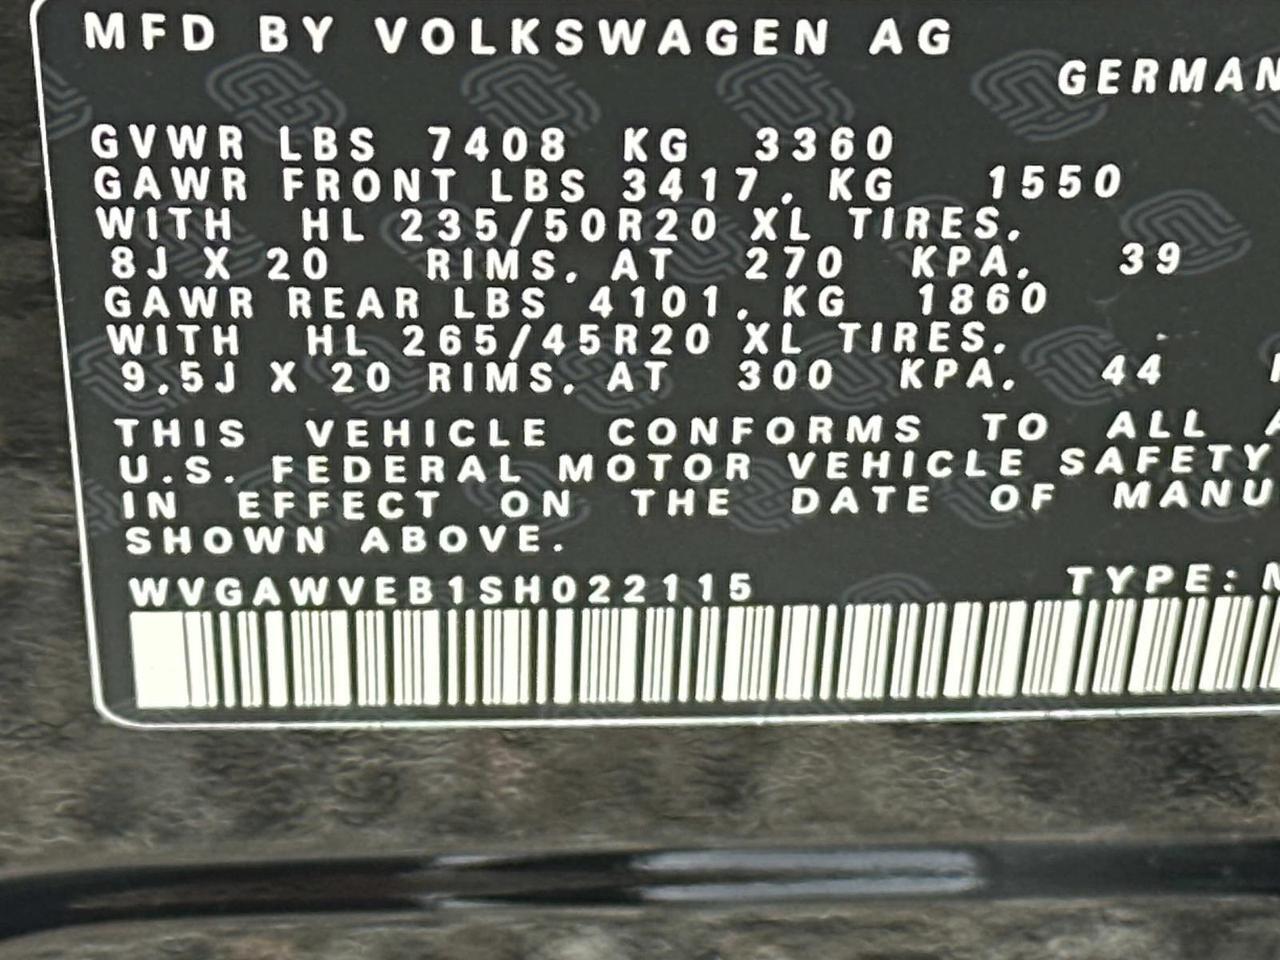 MFD BY VOLKSWAGEN AG
GERMAN
GVWR LBS 7408 KG 3360
GAWR FRONT LBS 3417. KG 1550
WITH HL 235/50R20 XL TIRES.
8J X 20 RIMS. AT 270 KPA. 39
GAWR REAR LBS 4101. KG 1860
WITH HL 265/45R20 XL TIRES.
9.5J X 20 RIMS. AT 300 KPA. 44
THIS VEHICLE CONFORMS TO ALL A
U.S. FEDERAL MOTOR VEHICLE SAFETY
IN EFFECT ON THE DATE OF MANU
SHOWN ABOVE.
WVGAWVEB1SH022115 TYPE: